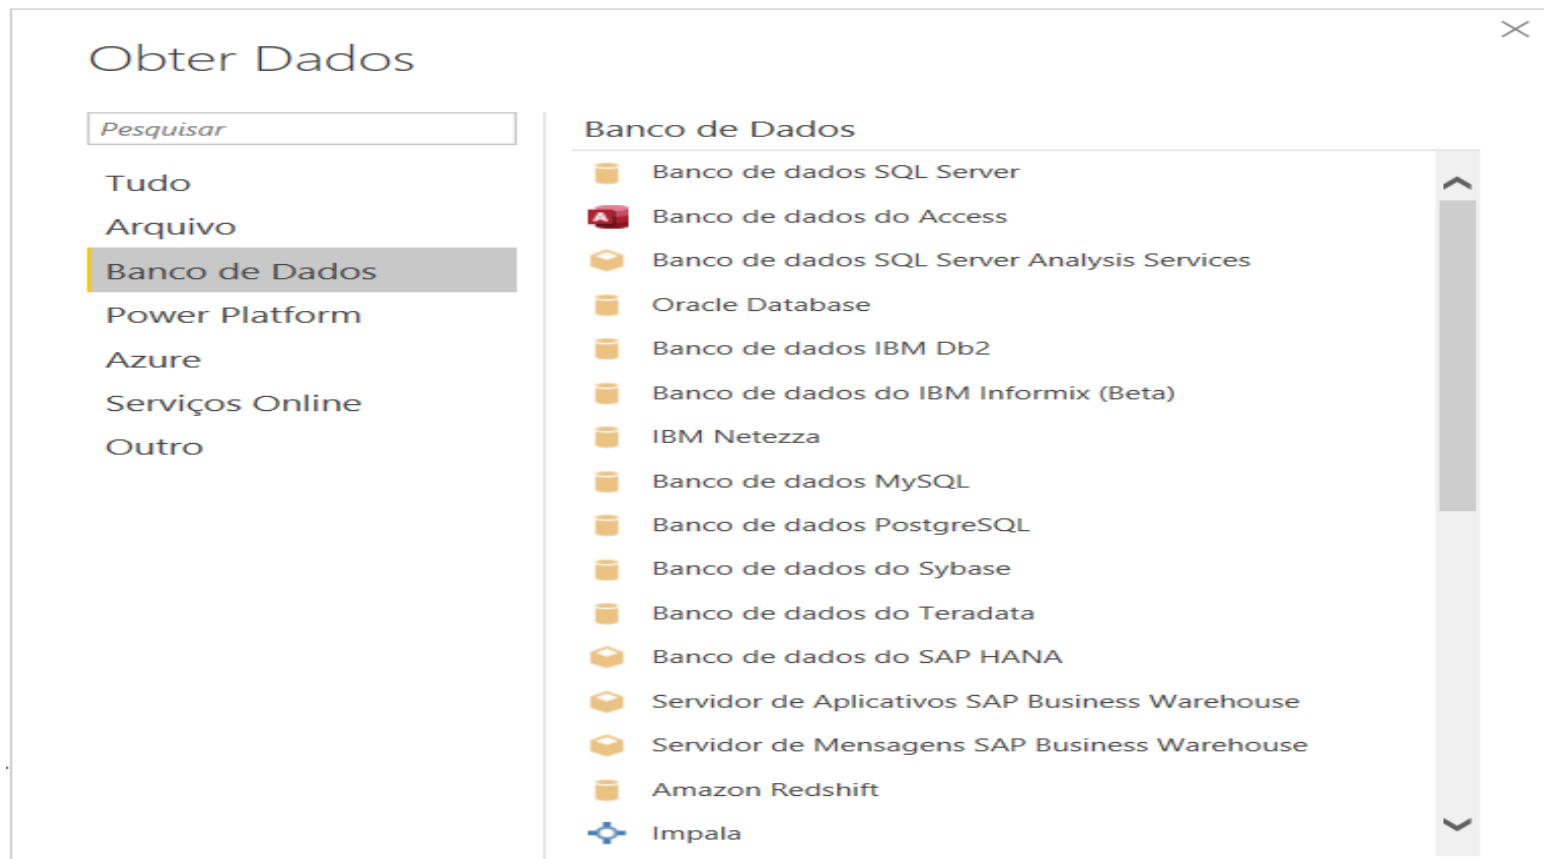 Obter Dados
Pesquisar
Tudo
Arquivo
Banco de Dados
Power Platform
Azure
Serviços Online
Outro
Banco de Dados
Banco de dados SQL Server
Banco de dados do Access
Banco de dados SQL Server Analysis Services
Oracle Database
Banco de dados IBM Db2
Banco de dados do IBM Informix (Beta)
IBM Netezza
Banco de dados MySQL
Banco de dados PostgreSQL
Banco de dados do Sybase
Banco de dados do Teradata
Banco de dados do SAP HANA
Servidor de Aplicativos SAP Business Warehouse
Servidor de Mensagens SAP Business Warehouse
Amazon Redshift
Impala